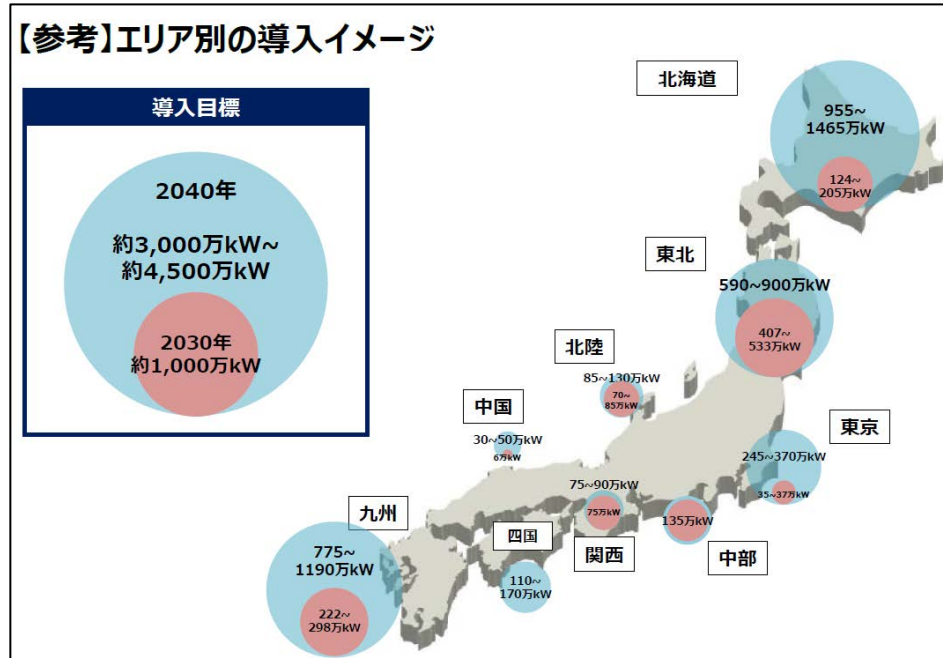 【参考】エリア別の導入イメージ
導入目標
2040年
約3,000万kW~
約4,500万kW
2030年
約1,000万kW
北海道
955~
1465万kW
124~
205万kW
東北
590~900万kW
407~
533万kW
北陸
85~130万kW
70~
85万kW
中国
30~50万kW
6万kW
東京
245~370万kW
35~37万kW
75~90万kW
75万kW
関西
135万kW
中部
九州
775~
1190万kW
222~
298万kW
四国
110~
170万kW